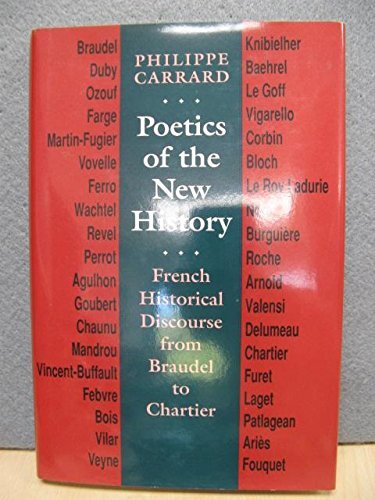 Braudel
Duby
Ozouf
Farge
Martin-Fugier
Vovelle
Ferro
Wachtel
Revel
Perrot
Agulhon
Goubert
Chaunu
Mandrou
Vincent-Buffault
Febvre
Bois
Vilar
Veyne
PHILIPPE
CARRARD
Poetics
of the
New
History
French
Historical
Discourse
from
Braudel
to
Chartier
Knibielher
Baehrel
Le Goff
Vigarello
Corbin
Bloch
Le Roy Ladurie
Burguière
Roche
Arnold
Valensi
Delumeau
Chartier
Furet
Laget
Patlagean
Ariès
Fouquet